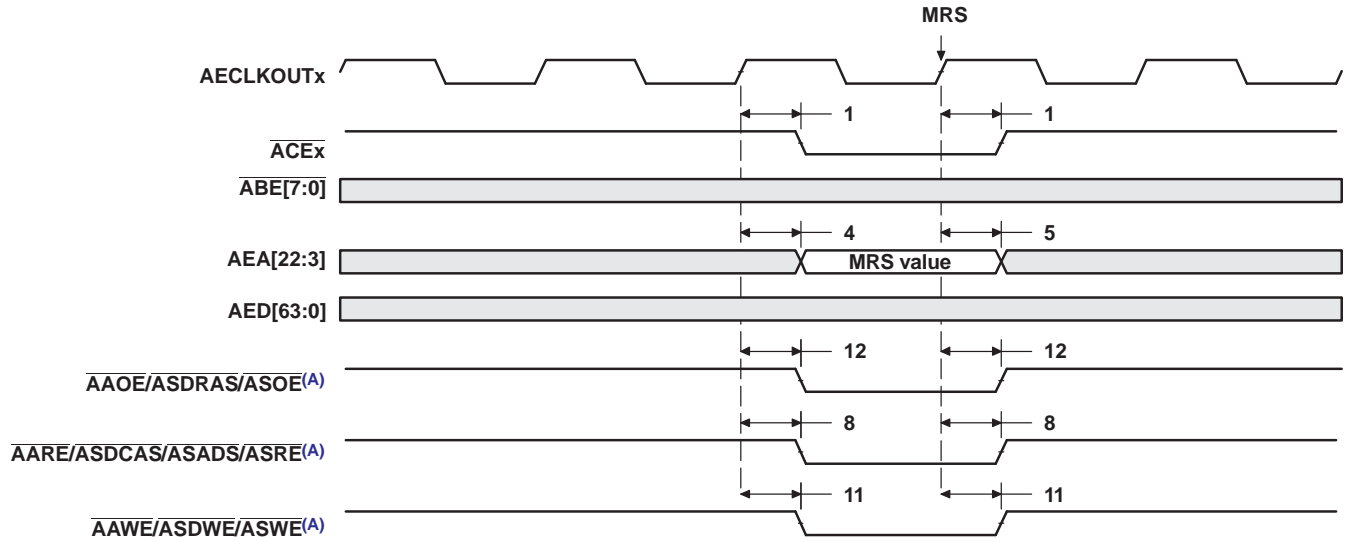 MRS
AECLKOUTx
1 1
ACEx
ABE[7:0]
4 5
AEA[22:3] MRS value
AED[63:0]
12 12
AAOE/ASDRAS/ASOE(A)
8 8
AARE/ASDCAS/ASADS/ASRE(A)
11 11
AAWE/ASDWE/ASWE(A)